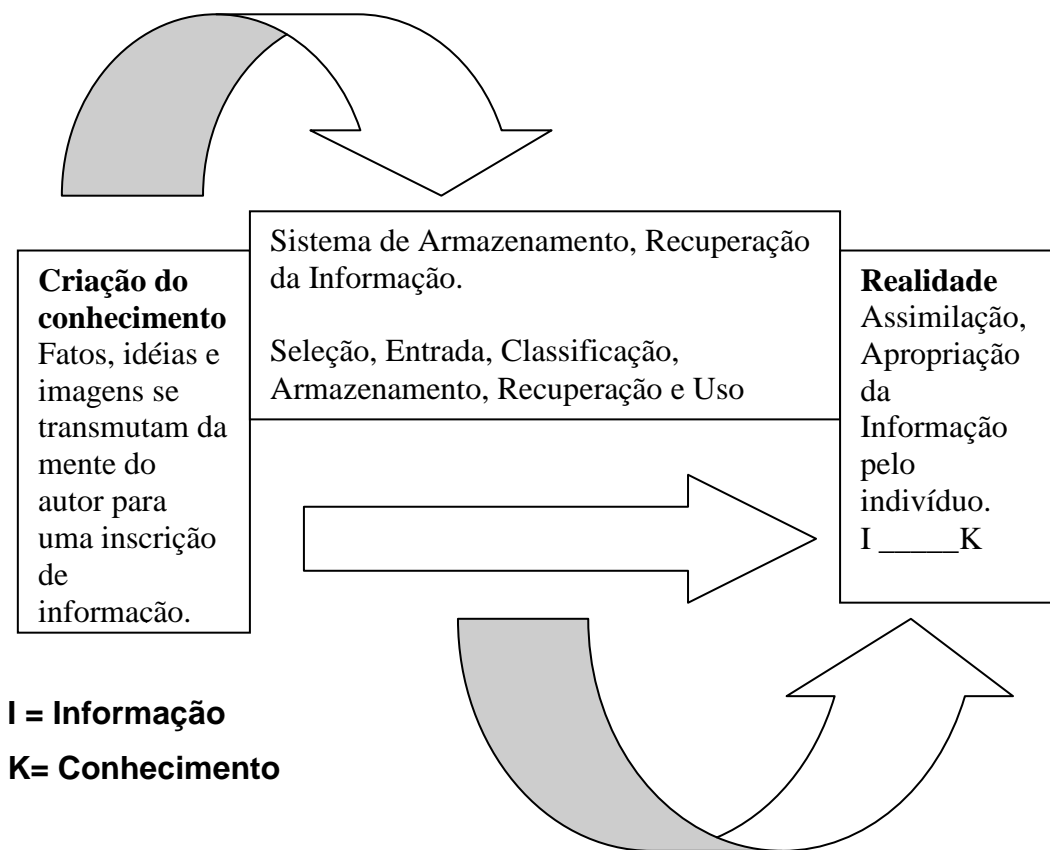 Criação do
conhecimento
Fatos, idéias e
imagens se
transmutam da
mente do
autor para
uma inscrição
de
informacão.
Sistema de Armazenamento, Recuperação
da Informação.
Seleção, Entrada, Classificação,
Armazenamento, Recuperação e Uso
Realidade
Assimilação,
Apropriação
da
Informação
pelo
indivíduo.
I _____K
I = Informação
K= Conhecimento